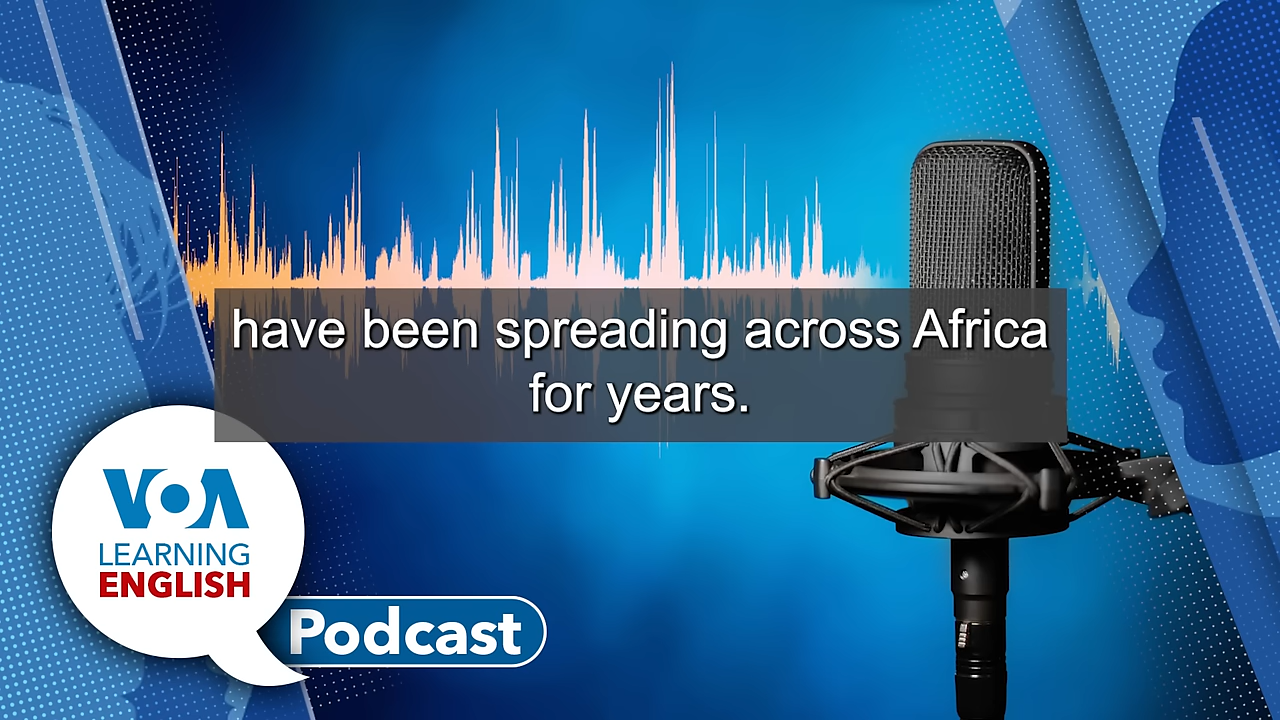 have been spreading across Africa
for years.
VOA
LEARNING
ENGLISH
Podcast